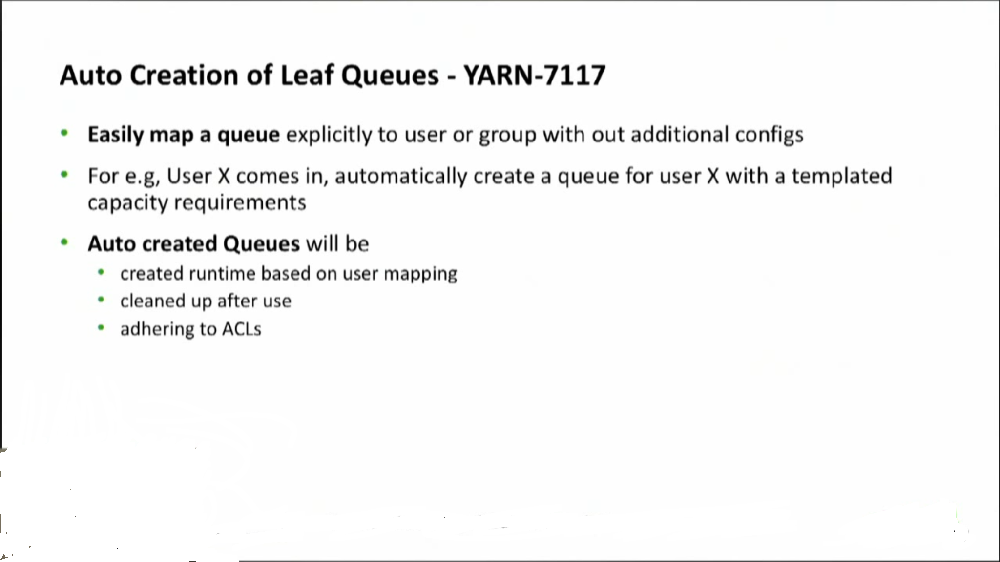 Auto Creation of Leaf Queues - YARN-7117
• Easily map a queue explicitly to user or group with out additional configs
• For e.g, User X comes in, automatically create a queue for user X with a templated
capacity requirements
• Auto created Queues will be
• created runtime based on user mapping
• cleaned up after use
• adhering to ACLs